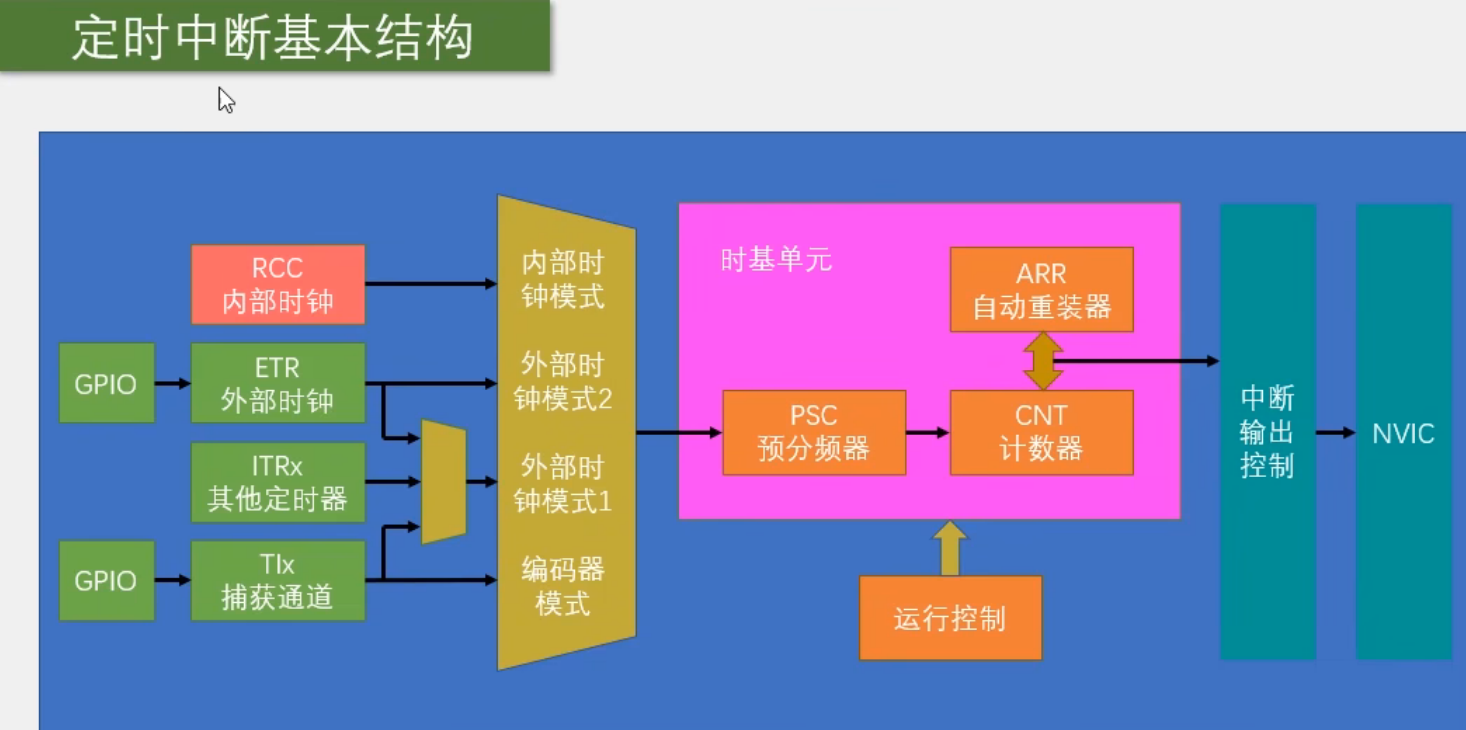 定时中断基本结构
RCC
内部时钟
GPIO
ETR
外部时钟
ITRx
其他定时器
GPIO
TIx
捕获通道
内部时
钟模式
外部时
钟模式2
外部时
钟模式1
编码器
模式
时基单元
ARR
自动重装器
PSC
预分频器
CNT
计数器
运行控制
中断
输出
控制
NVIC